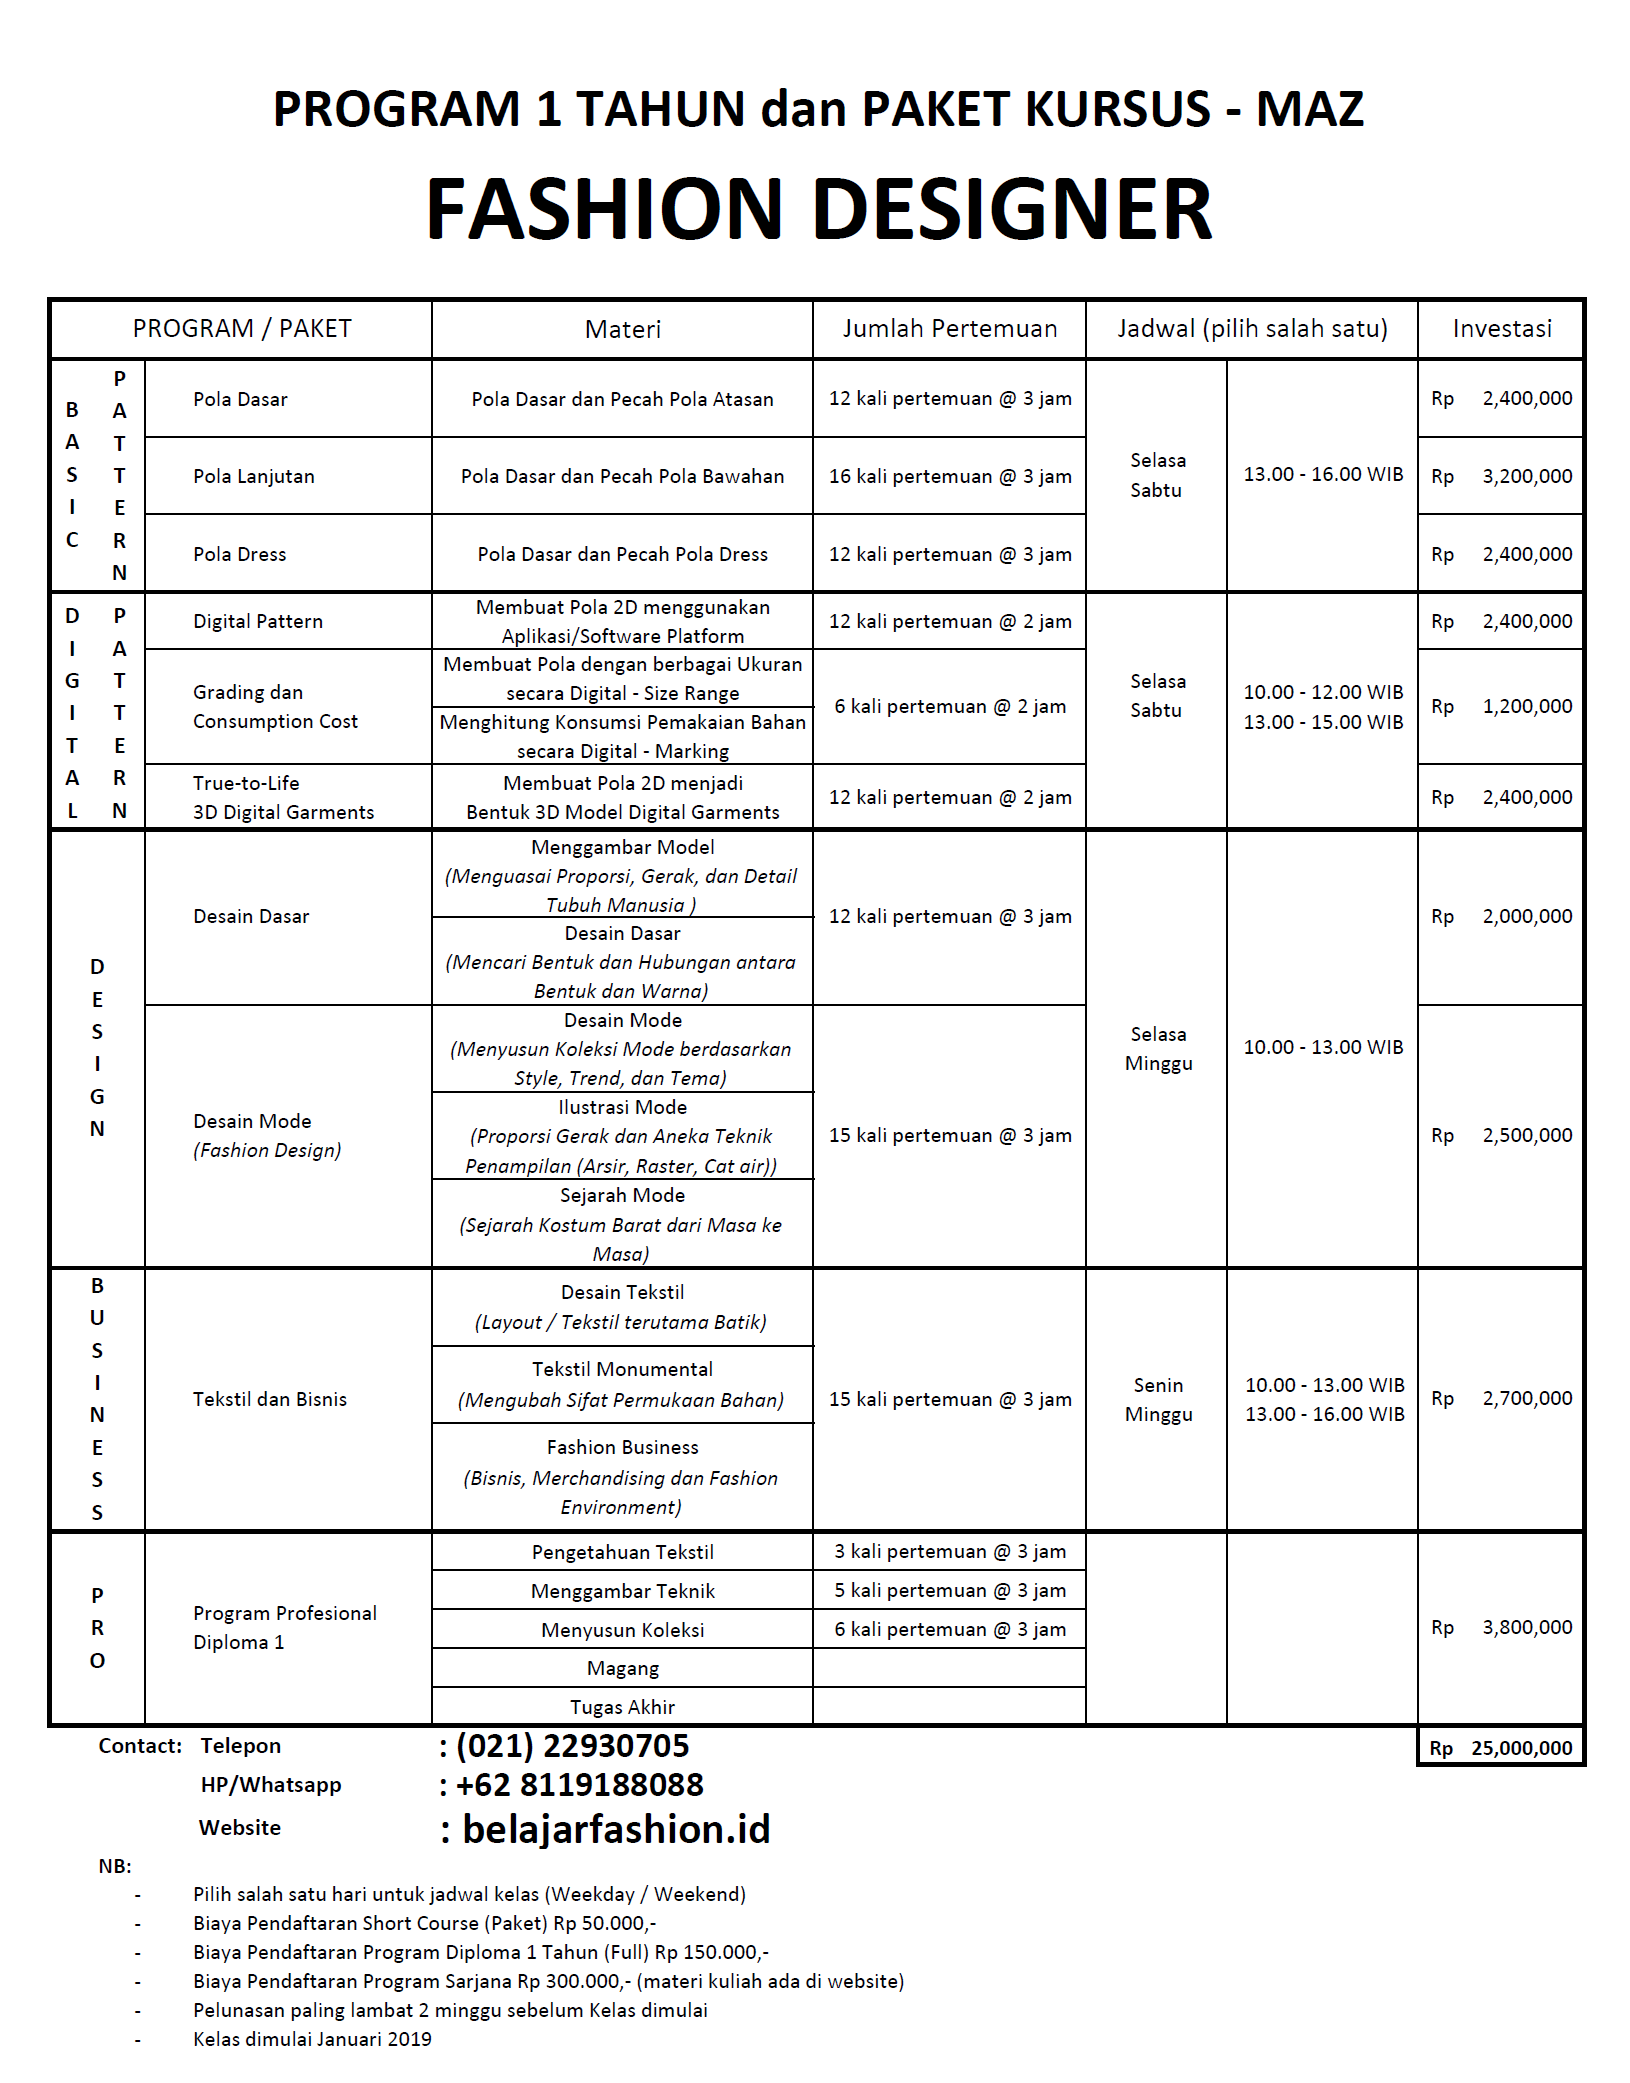 PROGRAM 1 TAHUN dan PAKET KURSUS - MAZ
FASHION DESIGNER
PROGRAM / PAKET Materi Jumlah Pertemuan Jadwal (pilih salah satu) Investasi
BASIC PATTERN
Pola Dasar Pola Dasar dan Pecah Pola Atasan 12 kali pertemuan @ 3 jam Rp 2,400,000
Pola Lanjutan Pola Dasar dan Pecah Pola Bawahan 16 kali pertemuan @ 3 jam Rp 3,200,000
Pola Dress Pola Dasar dan Pecah Pola Dress 12 kali pertemuan @ 3 jam Rp 2,400,000
Selasa
Sabtu
13.00 - 16.00 WIB
DIGITAL PATTERN
Digital Pattern
Membuat Pola 2D menggunakan
Aplikasi/Software Platform
12 kali pertemuan @ 2 jam
Rp 2,400,000
Grading dan
Consumption Cost
Membuat Pola dengan berbagai Ukuran
secara Digital - Size Range
Menghitung Konsumsi Pemakaian Bahan
secara Digital - Marking
6 kali pertemuan @ 2 jam
Rp 1,200,000
True-to-Life
3D Digital Garments
Membuat Pola 2D menjadi
Bentuk 3D Model Digital Garments
12 kali pertemuan @ 2 jam
Rp 2,400,000
Selasa
Sabtu
10.00 - 12.00 WIB
13.00 - 15.00 WIB
DESIGN
Desain Dasar
Menggambar Model
(Menguasai Proporsi, Gerak, dan Detail
Tubuh Manusia )
Desain Dasar
(Mencari Bentuk dan Hubungan antara
Bentuk dan Warna)
12 kali pertemuan @ 3 jam
Rp 2,000,000
Desain Mode
(Fashion Design)
Desain Mode
(Menyusun Koleksi Mode berdasarkan
Style, Trend, dan Tema)
Ilustrasi Mode
(Proporsi Gerak dan Aneka Teknik
Penampilan (Arsir, Raster, Cat air))
Sejarah Mode
(Sejarah Kostum Barat dari Masa ke
Masa)
15 kali pertemuan @ 3 jam
Rp 2,500,000
Selasa
Minggu
10.00 - 13.00 WIB
BUSINESS
Tekstil dan Bisnis
Desain Tekstil
(Layout / Tekstil terutama Batik)
Tekstil Monumental
(Mengubah Sifat Permukaan Bahan)
Fashion Business
(Bisnis, Merchandising dan Fashion
Environment)
15 kali pertemuan @ 3 jam
Senin
Minggu
10.00 - 13.00 WIB
13.00 - 16.00 WIB
Rp 2,700,000
PRO
Program Profesional
Diploma 1
Pengetahuan Tekstil 3 kali pertemuan @ 3 jam
Menggambar Teknik 5 kali pertemuan @ 3 jam
Menyusun Koleksi 6 kali pertemuan @ 3 jam
Magang
Tugas Akhir
Rp 3,800,000
Rp 25,000,000
Contact: Telepon : (021) 22930705
HP/Whatsapp : +62 8119188088
Website : belajarfashion.id
NB:
- Pilih salah satu hari untuk jadwal kelas (Weekday / Weekend)
- Biaya Pendaftaran Short Course (Paket) Rp 50.000,-
- Biaya Pendaftaran Program Diploma 1 Tahun (Full) Rp 150.000,-
- Biaya Pendaftaran Program Sarjana Rp 300.000,- (materi kuliah ada di website)
- Pelunasan paling lambat 2 minggu sebelum Kelas dimulai
- Kelas dimulai Januari 2019